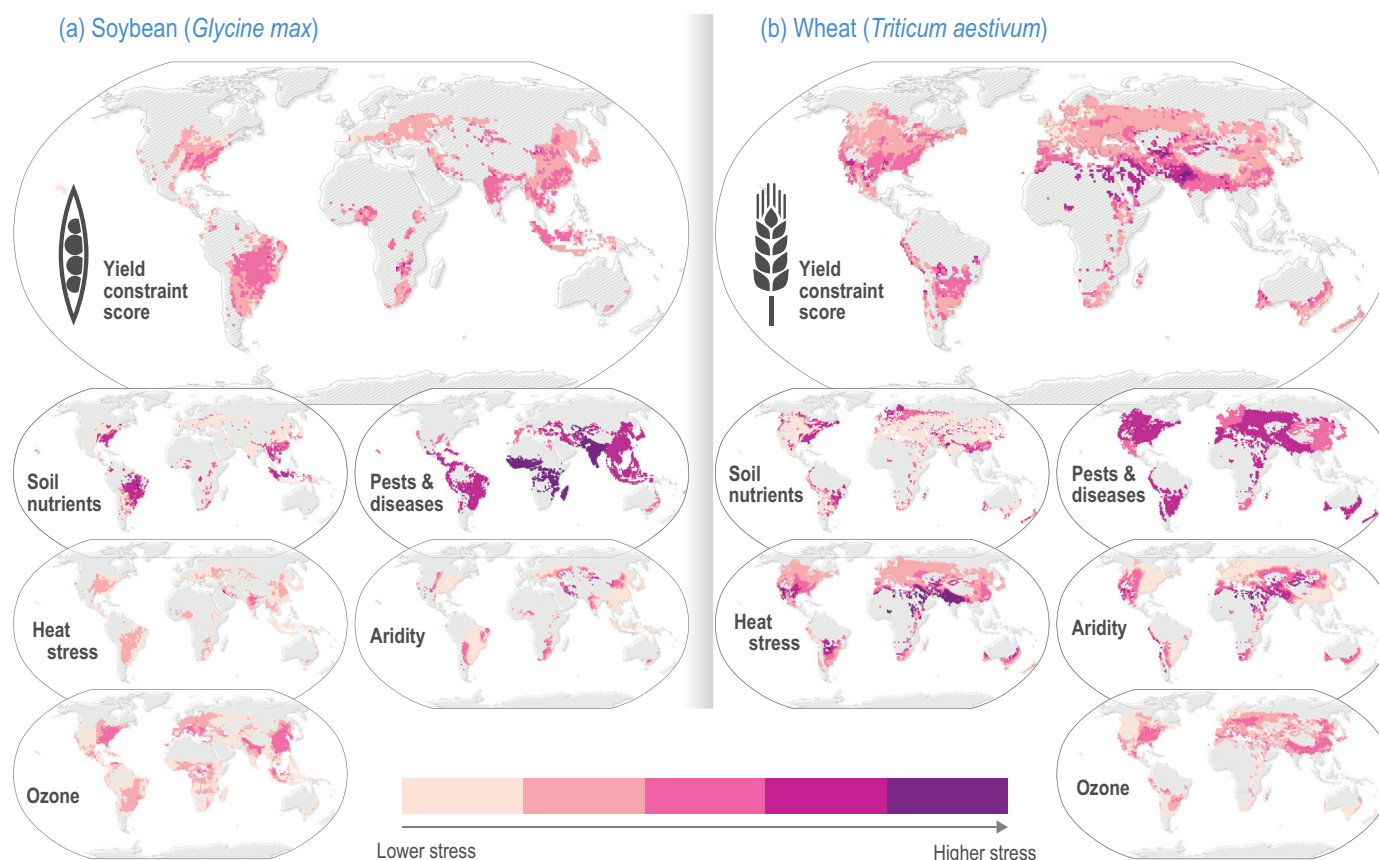 (a) Soybean (Glycine max)
Yield
constraint
score
Soil
nutrients
Pests &
diseases
Heat
stress
Aridity
Ozone
(b) Wheat (Triticum aestivum)
Yield
constraint
score
Soil
nutrients
Pests &
diseases
Heat
stress
Aridity
Ozone
Lower stress
Higher stress